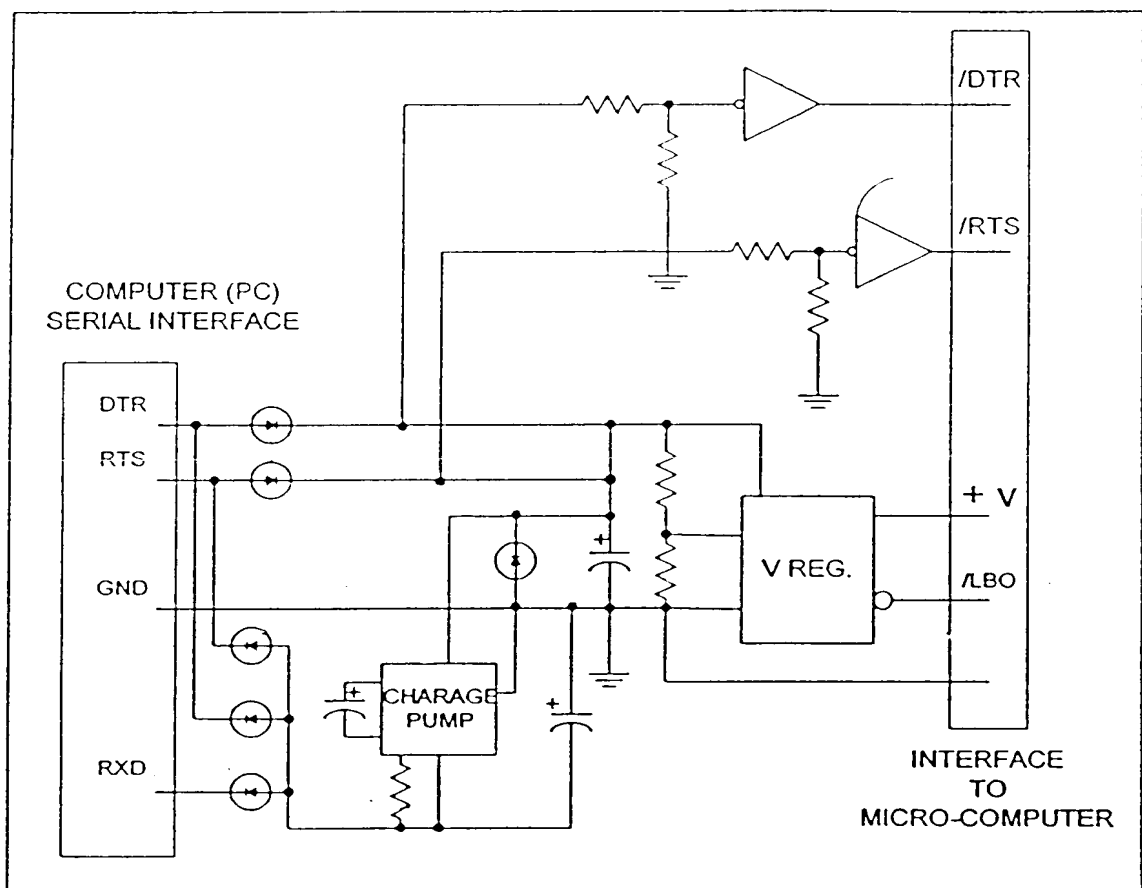 /DTR
/RTS
COMPUTER (PC)
SERIAL INTERFACE
DTR
RTS
GND
RXD
+
+
+
CHARAGE
PUMP
V REG.
+ V
/LBO
INTERFACE
TO
MICRO-COMPUTER